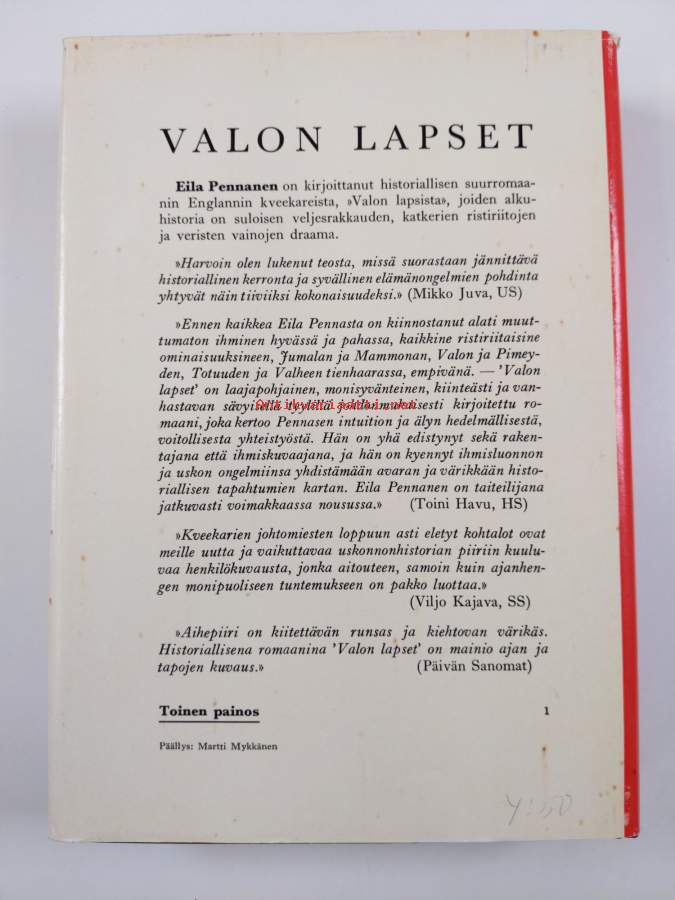 VALON LAPSET
Eila Pennanen on kirjoittanut historiallisen suurromaa-
nin Englannin kveekareista, »Valon lapsista», joiden alku-
historia on suloisen veljesrakkauden, katkerien ristiriitojen
ja veristen vainojen draama.
»Harvoin olen lukenut teosta, missä suorastaan jännittävä
historiallinen kerronta ja syvällinen elämänongelmien pohdinta
yhtyvät näin tiiviiksi kokonaisuudeksi.» (Mikko Juva, US)
»Ennen kaikkea Eila Pennasta on kiinnostanut alati muut-
tumaton ihminen hyvässä ja pahassa, kaikkine ristiriitaisine
ominaisuuksineen, Jumalan ja Mammonan, Valon ja Pimey-
den, Totuuden ja Valheen tienhaarassa, empivänä. — 'Valon
lapset' on laajapohjainen, monisyvänteinen, kiinteästi ja van-
hastavan sävyisellä tyylillä johdonmukaisesti kirjoitettu ro-
maani, joka kertoo Pennasen intuition ja älyn hedelmällisestä,
voitollisesta yhteistyöstä. Hän on yhä edistynyt sekä raken-
tajana että ihmiskuvaajana, ja hän on kyennyt ihmisluonnon
ja uskon ongelmiinsa yhdistämään avaran ja värikkään histo-
riallisen tapahtumien kartan. Eila Pennanen on taiteilijana
jatkuvasti voimakkaassa nousussa.» (Toini Havu, HS)
»Kveekarien johtomiesten loppuun asti eletyt kohtalot ovat
meille uutta ja vaikuttavaa uskonnonhistorian piiriin kuulu-
vaa henkilökuvausta, jonka aitouteen, samoin kuin ajanhen-
gen monipuoliseen tuntemukseen on pakko luottaa.»
(Viljo Kajava, SS)
»Aihepiiri on kiitettävän runsas ja kiehtovan värikäs.
Historiallisena romaanina 'Valon lapset' on mainio ajan ja
tapojen kuvaus.» (Päivän Sanomat)
Toinen painos 1
Päällys: Martti Mykkänen
4:50